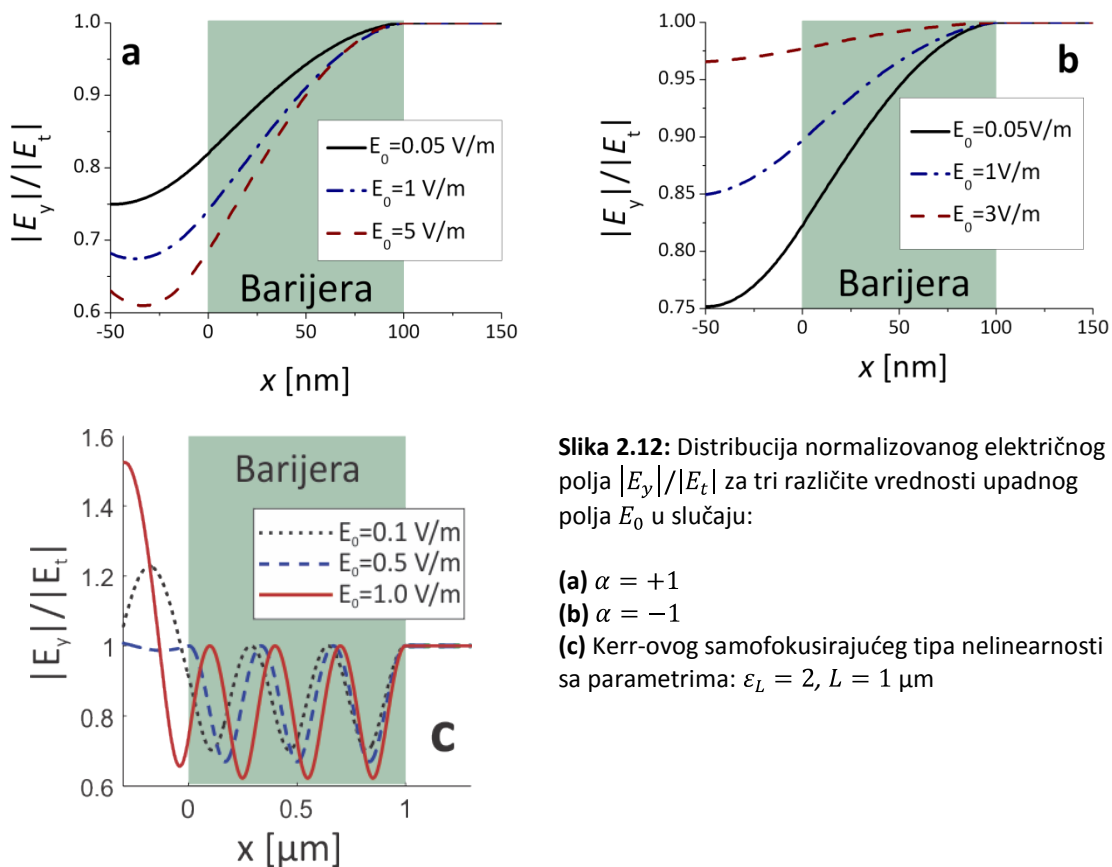 a
1.0
0.9
0.8
0.7
0.6
|E_y|/|E_t|
E_0=0.05 V/m
E_0=1 V/m
E_0=5 V/m
Barijera
-50 0 50 100 150
x [nm]
b
1.00
0.95
0.90
0.85
0.80
0.75
|E_y|/|E_t|
E_0=0.05V/m
E_0=1V/m
E_0=3V/m
Barijera
-50 0 50 100 150
x [nm]
1.6
1.4
1.2
1
0.8
0.6
|E_y|/|E_t|
Barijera
E_0=0.1 V/m
E_0=0.5 V/m
E_0=1.0 V/m
c
0 0.5 1
x [μm]
Slika 2.12: Distribucija normalizovanog električnog
polja |E_y|/|E_t| za tri različite vrednosti upadnog
polja E_0 u slučaju:
(a) α = +1
(b) α = −1
(c) Kerr-ovog samofokusirajućeg tipa nelinearnosti
sa parametrima: ε_L = 2, L = 1 μm